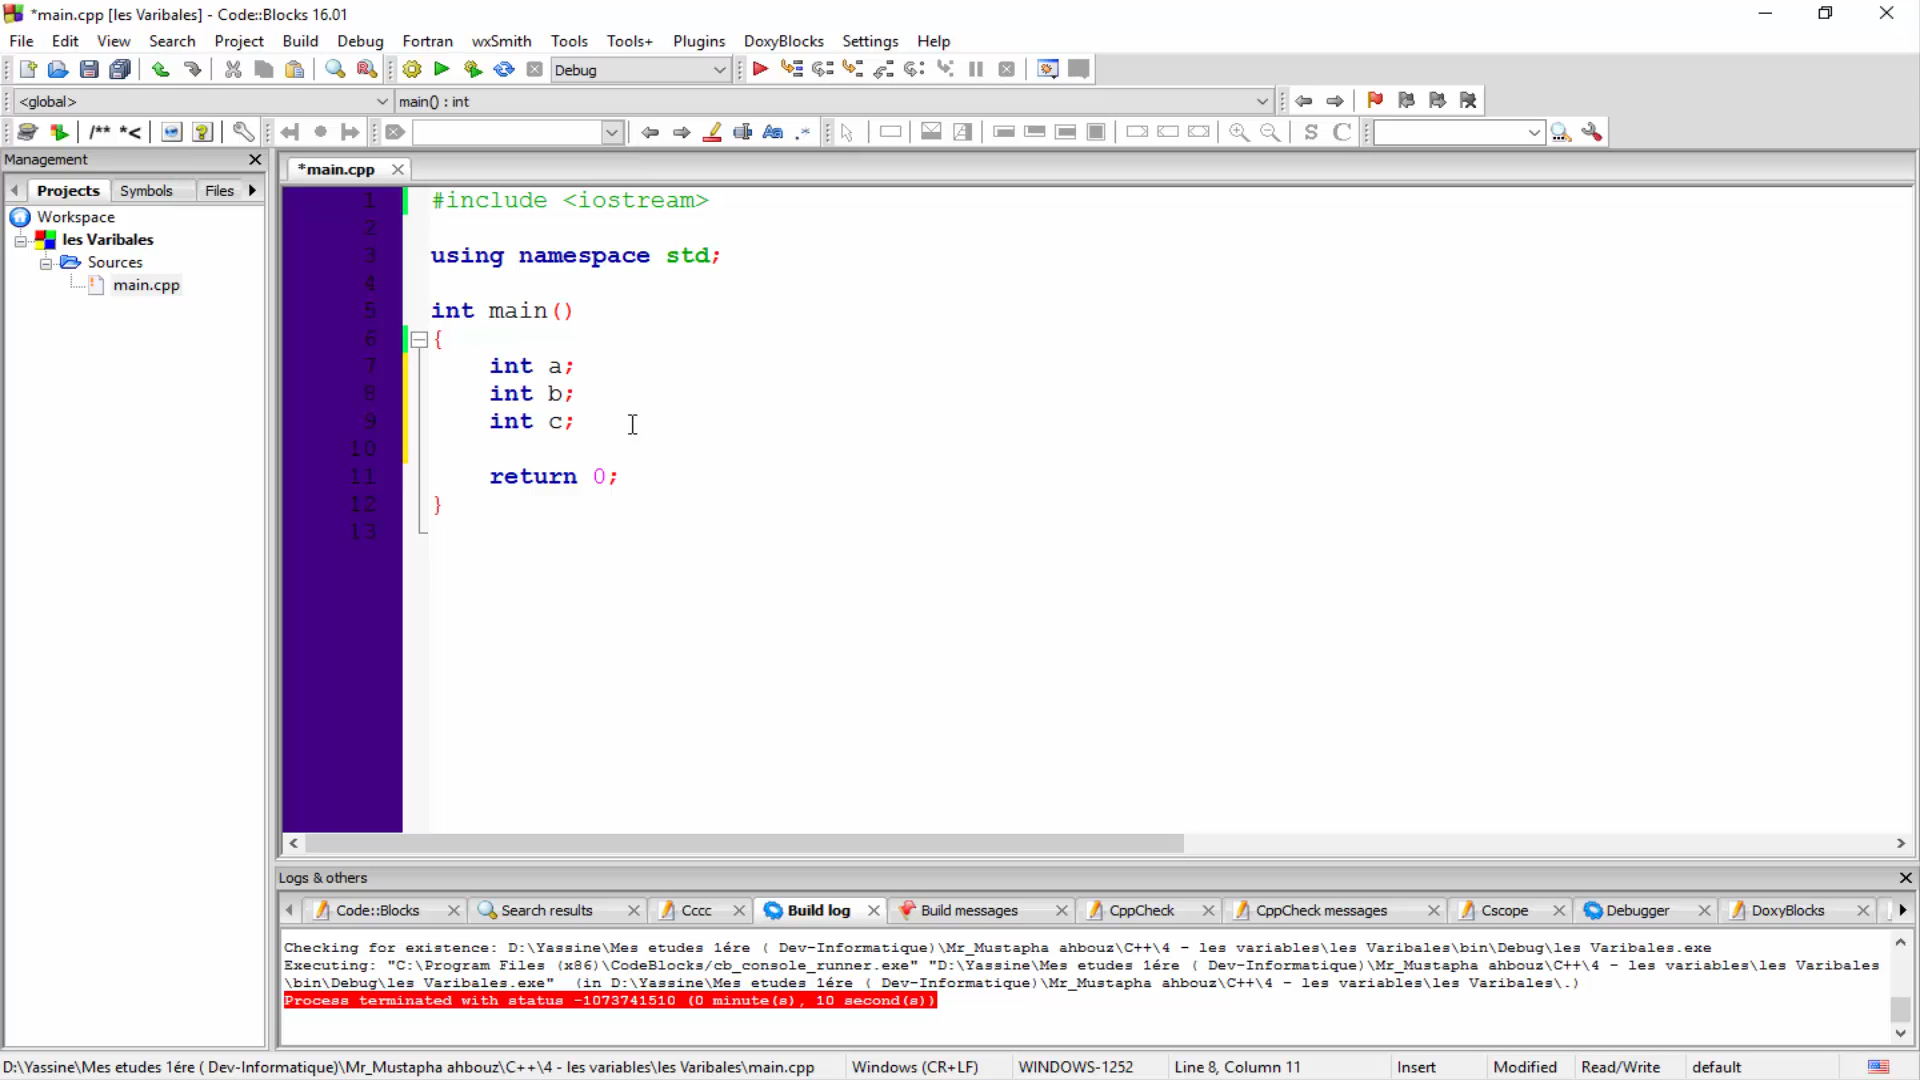 *main.cpp [les Varibales] - Code::Blocks 16.01
File Edit View Search Project Build Debug Fortran wxSmith Tools Tools+ Plugins DoxyBlocks Settings Help
Debug
<global> main() : int
/** *< Aa .* S C
Management
Projects Symbols Files
Workspace
les Varibales
Sources
main.cpp
*main.cpp
1 #include <iostream>
2
3 using namespace std;
4
5 int main()
6 {
7 int a;
8 int b;
9 int c;
10
11 return 0;
12 }
13
Logs & others
Code::Blocks Search results Cccc Build log Build messages CppCheck CppCheck messages Cscope Debugger DoxyBlocks
Checking for existence: D:\Yassine\Mes etudes 1ére ( Dev-Informatique)\Mr_Mustapha ahbouz\C++\4 - les variables\les Varibales\bin\Debug\les Varibales.exe
Executing: "C:\Program Files (x86)\CodeBlocks/cb_console_runner.exe" "D:\Yassine\Mes etudes 1ére ( Dev-Informatique)\Mr_Mustapha ahbouz\C++\4 - les variables\les Varibales
\bin\Debug\les Varibales.exe" (in D:\Yassine\Mes etudes 1ére ( Dev-Informatique)\Mr_Mustapha ahbouz\C++\4 - les variables\les Varibales\.)
Process terminated with status -1073741510 (0 minute(s), 10 second(s))
D:\Yassine\Mes etudes 1ére ( Dev-Informatique)\Mr_Mustapha ahbouz\C++\4 - les variables\les Varibales\main.cpp Windows (CR+LF) WINDOWS-1252 Line 8, Column 11 Insert Modified Read/Write default